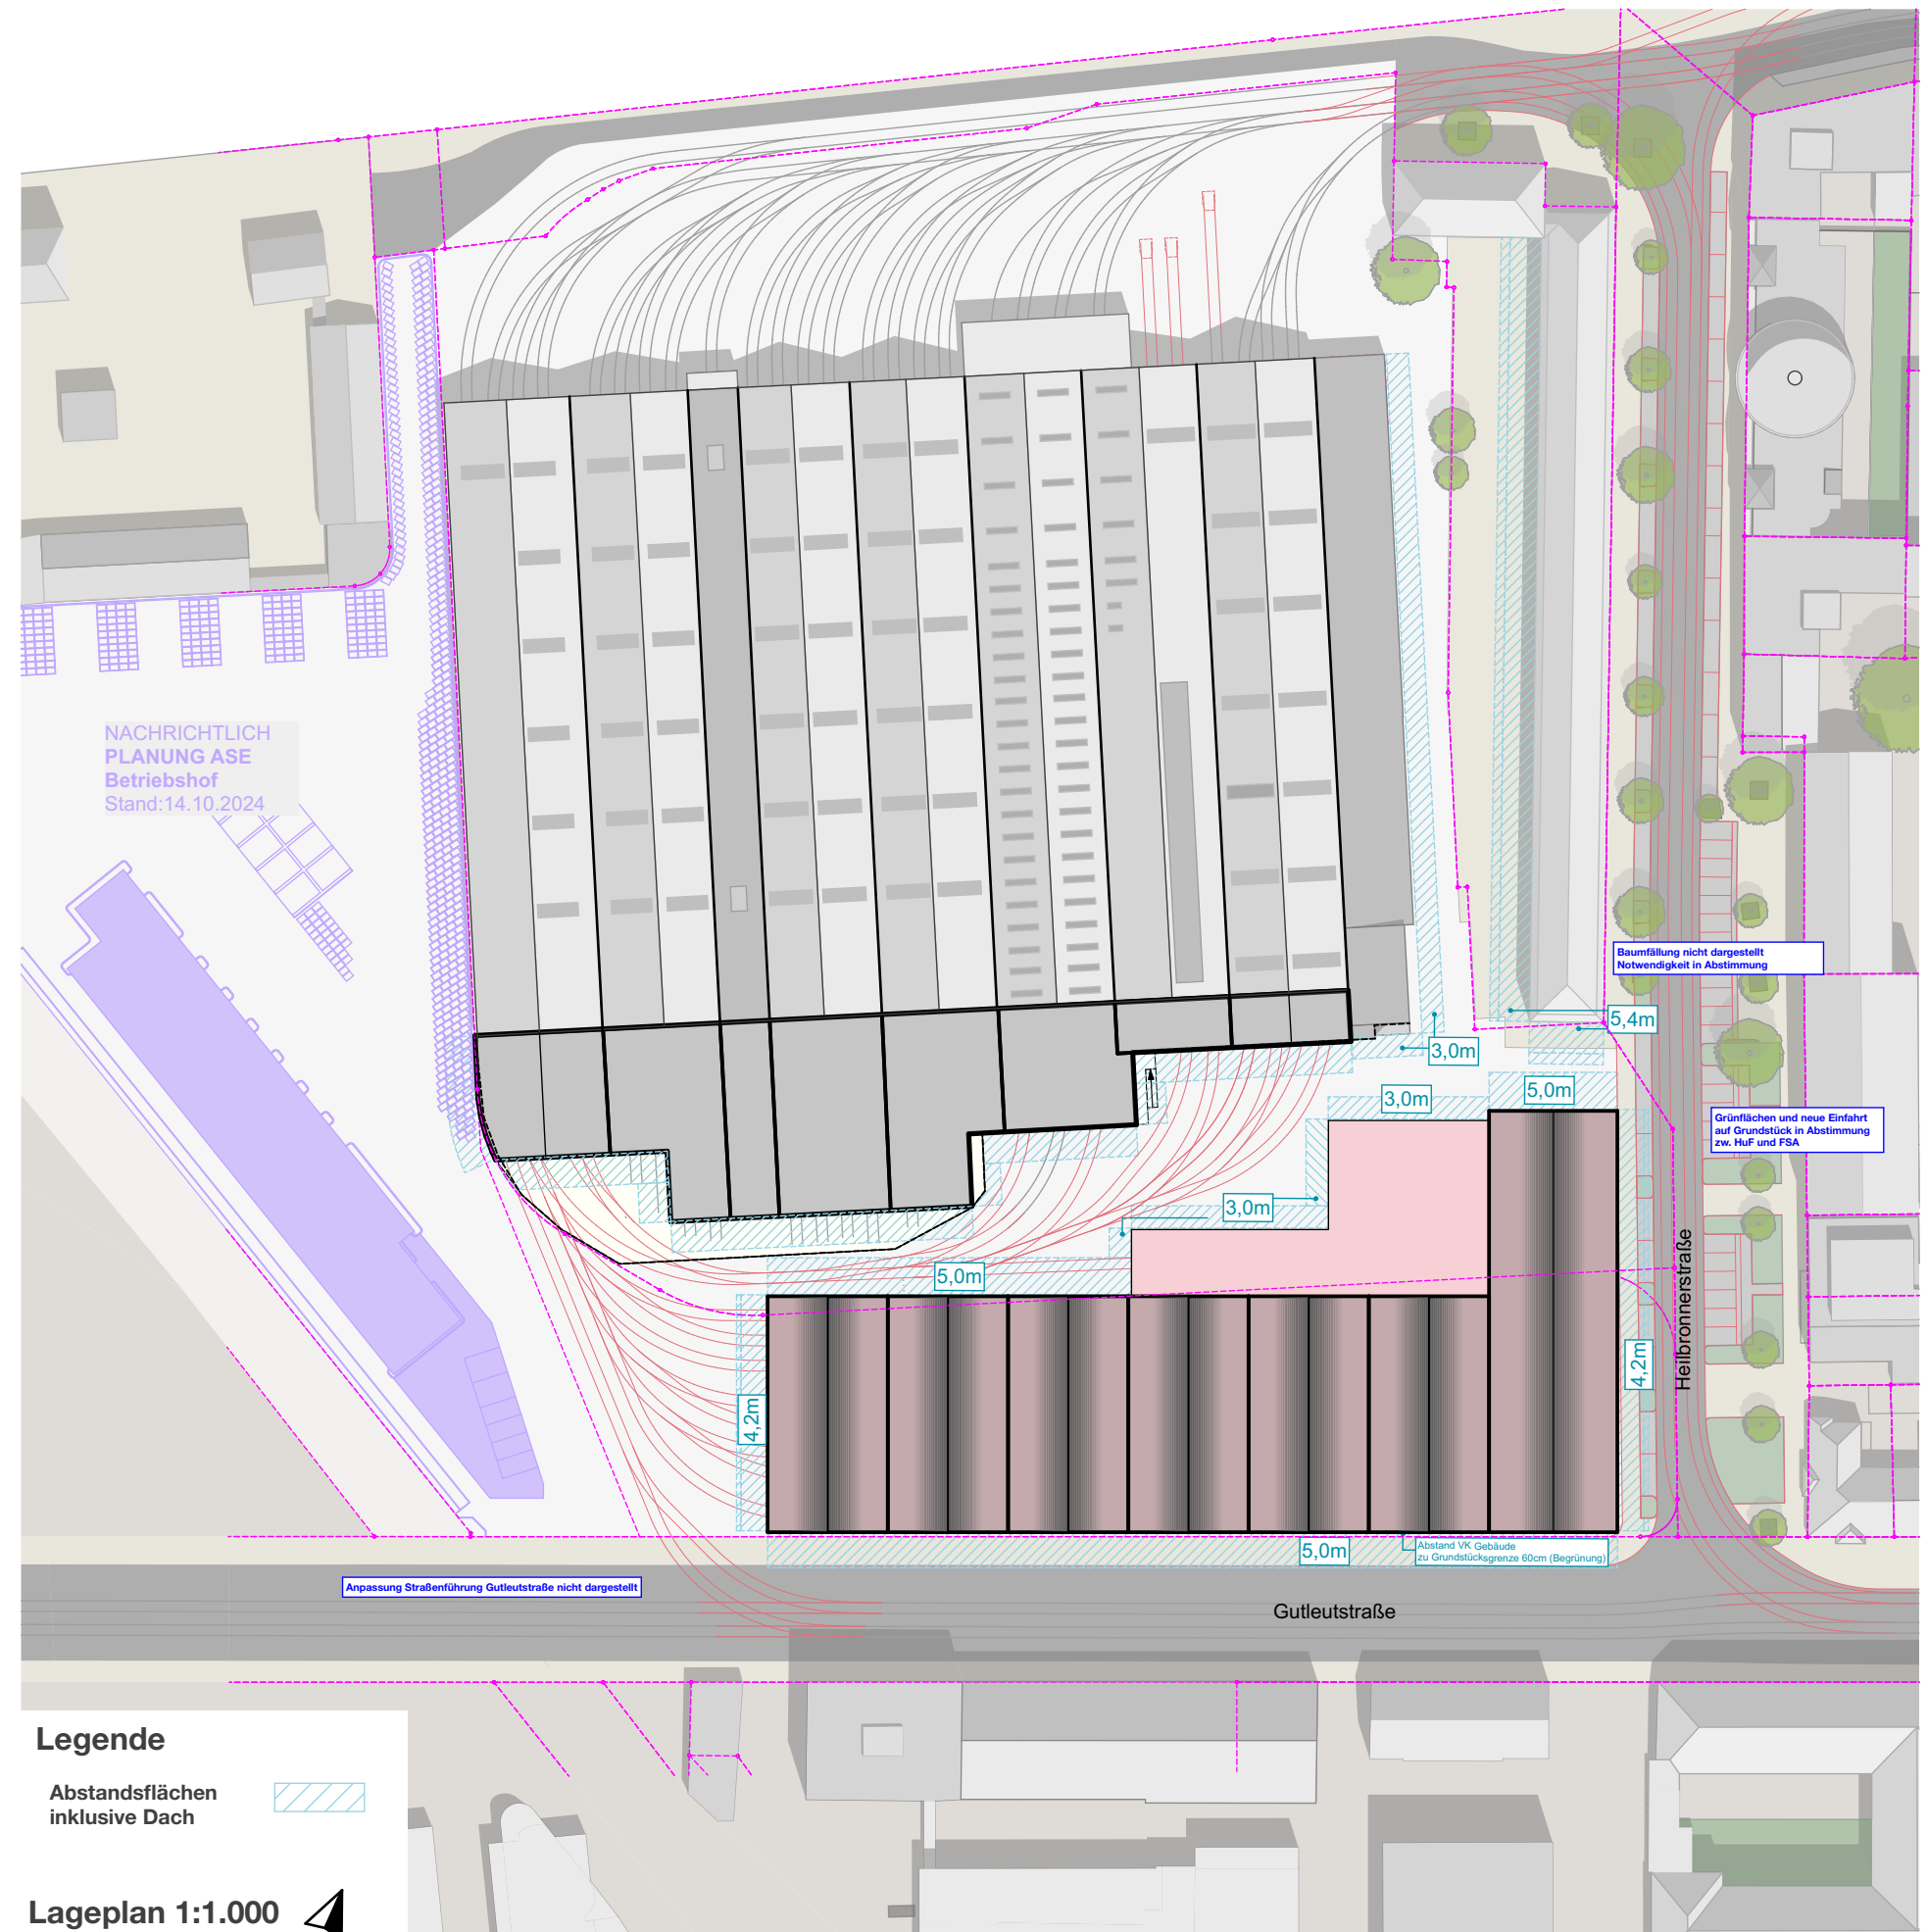 NACHRICHTLICH
PLANUNG ASE
Betriebshof
Stand:14.10.2024
Baumfällung nicht dargestellt
Notwendigkeit in Abstimmung
5,4m
3,0m
3,0m
5,0m
Grünflächen und neue Einfahrt
auf Grundstück in Abstimmung
zw. HuF und FSA
3,0m
5,0m
Heilbronnerstraße
4,2m
4,2m
5,0m
Abstand VK Gebäude
zu Grundstücksgrenze 60cm (Begrünung)
Anpassung Straßenführung Gutleutstraße nicht dargestellt
Gutleutstraße
Legende
Abstandsflächen
inklusive Dach
Lageplan 1:1.000